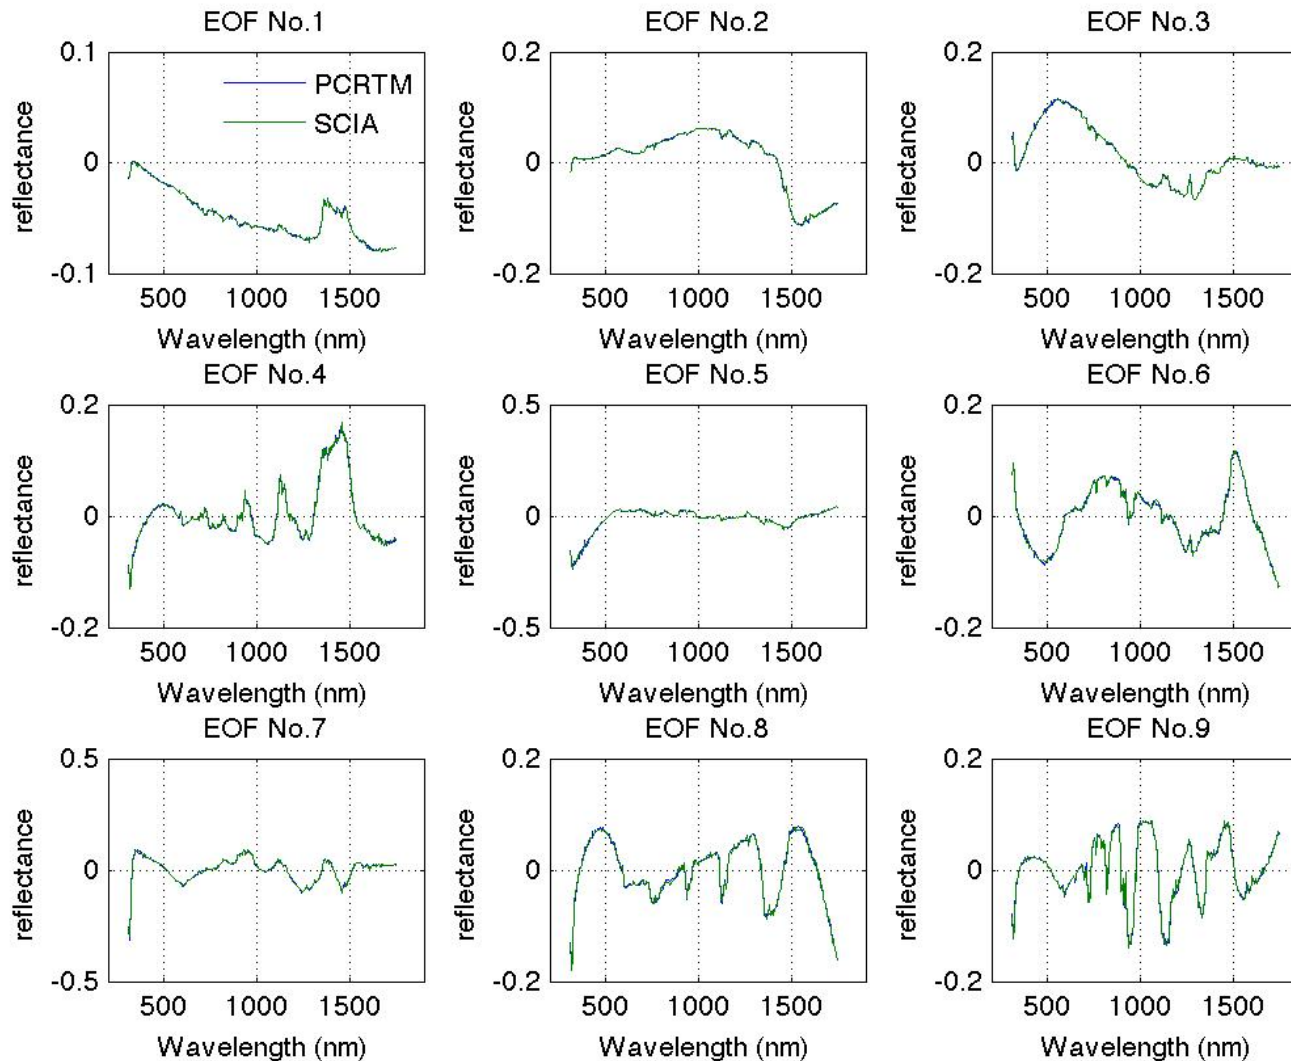 EOF No.1
EOF No.2
EOF No.3
0.1
0
-0.1
reflectance
PCRTM
SCIA
500 1000 1500
Wavelength (nm)
0.2
0
-0.2
reflectance
500 1000 1500
Wavelength (nm)
0.2
0
-0.2
reflectance
500 1000 1500
Wavelength (nm)
EOF No.4
EOF No.5
EOF No.6
0.2
0
-0.2
reflectance
500 1000 1500
Wavelength (nm)
0.5
0
-0.5
reflectance
500 1000 1500
Wavelength (nm)
0.2
0
-0.2
reflectance
500 1000 1500
Wavelength (nm)
EOF No.7
EOF No.8
EOF No.9
0.5
0
-0.5
reflectance
500 1000 1500
Wavelength (nm)
0.2
0
-0.2
reflectance
500 1000 1500
Wavelength (nm)
0.2
0
-0.2
reflectance
500 1000 1500
Wavelength (nm)